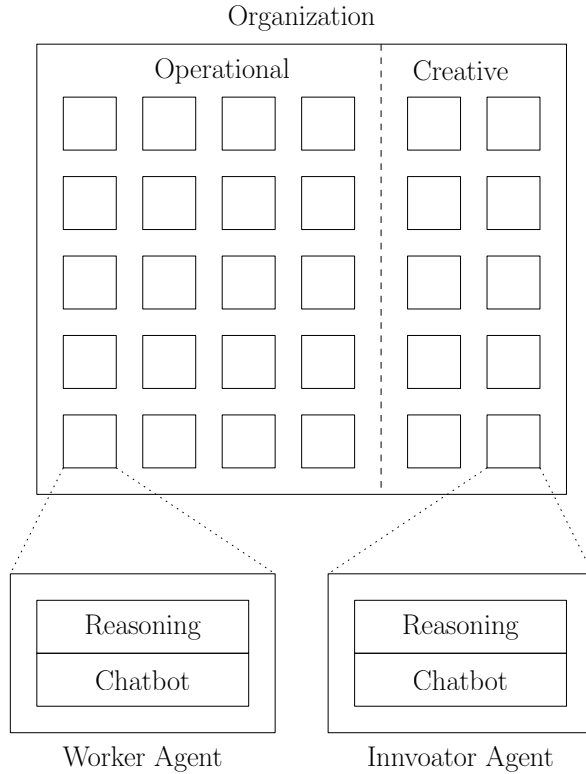 Organization
Operational Creative
Reasoning Reasoning
Chatbot Chatbot
Worker Agent Innvoator Agent